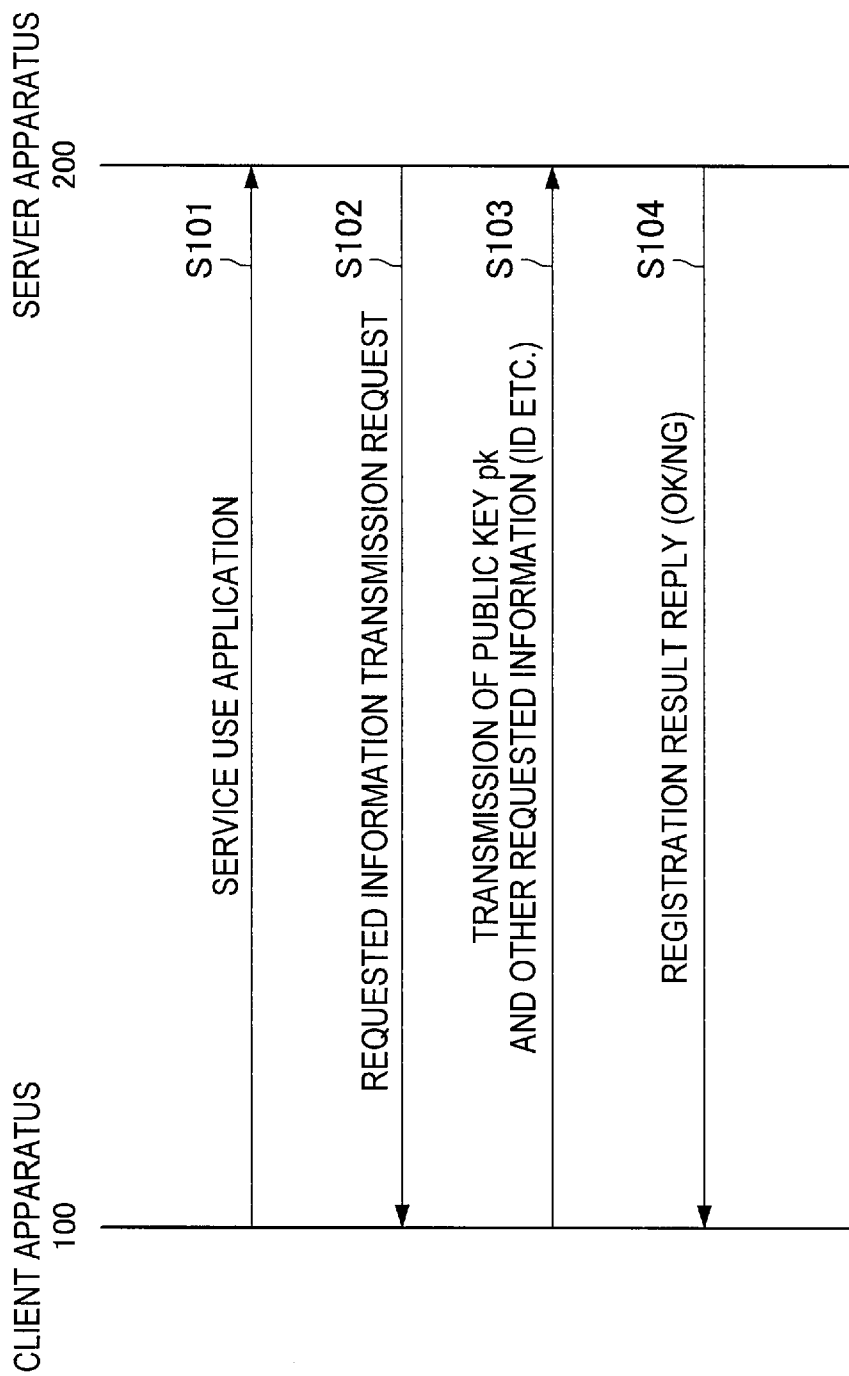 CLIENT APPARATUS
100
SERVER APPARATUS
200
SERVICE USE APPLICATION
S101
REQUESTED INFORMATION TRANSMISSION REQUEST
S102
TRANSMISSION OF PUBLIC KEY pk
AND OTHER REQUESTED INFORMATION (ID ETC.)
S103
REGISTRATION RESULT REPLY (OK/NG)
S104